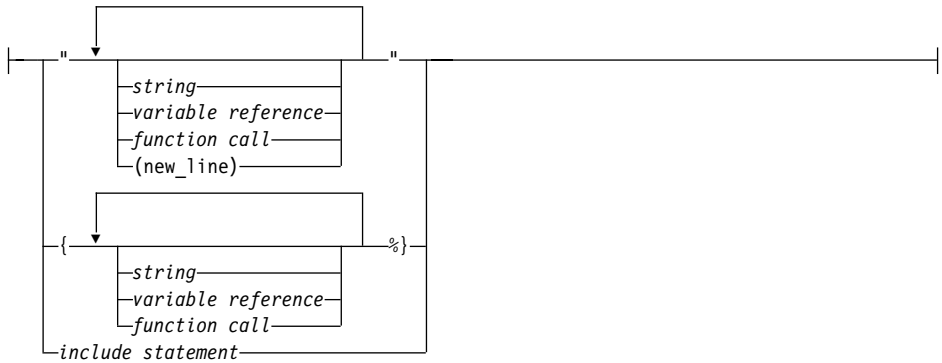 " "
string
variable reference
function call
(new_line)
{ %}
string
variable reference
function call
include statement